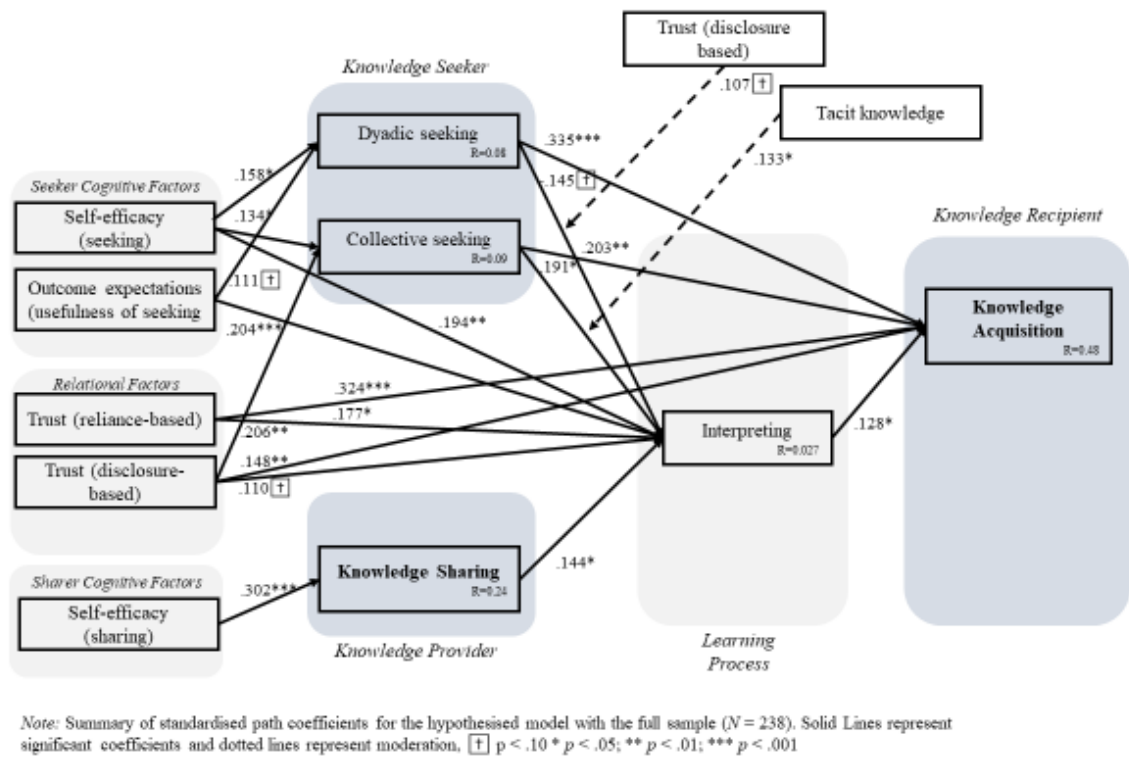 Trust (disclosure
based)
Knowledge Seeker
.107 †
Tacit knowledge
Dyadic seeking
R=0.08
.335***
.133*
.158*
.145 †
Seeker Cognitive Factors
Self-efficacy
(seeking)
.134*
Collective seeking
R=0.09
Knowledge Recipient
.203**
.191*
Outcome expectations
(usefulness of seeking
.111 †
.204***
.194**
Knowledge
Acquisition
R=0.48
Relational Factors
Trust (reliance-based)
.324***
.177*
.206**
Interpreting
R=0.027
.128*
Trust (disclosure-
based)
.148**
.110 †
Knowledge Sharing
R=0.24
.144*
Sharer Cognitive Factors
Self-efficacy
(sharing)
.302***
Knowledge Provider
Learning
Process
Note: Summary of standardised path coefficients for the hypothesised model with the full sample (N = 238). Solid Lines represent
significant coefficients and dotted lines represent moderation, † p < .10 * p < .05; ** p < .01; *** p < .001